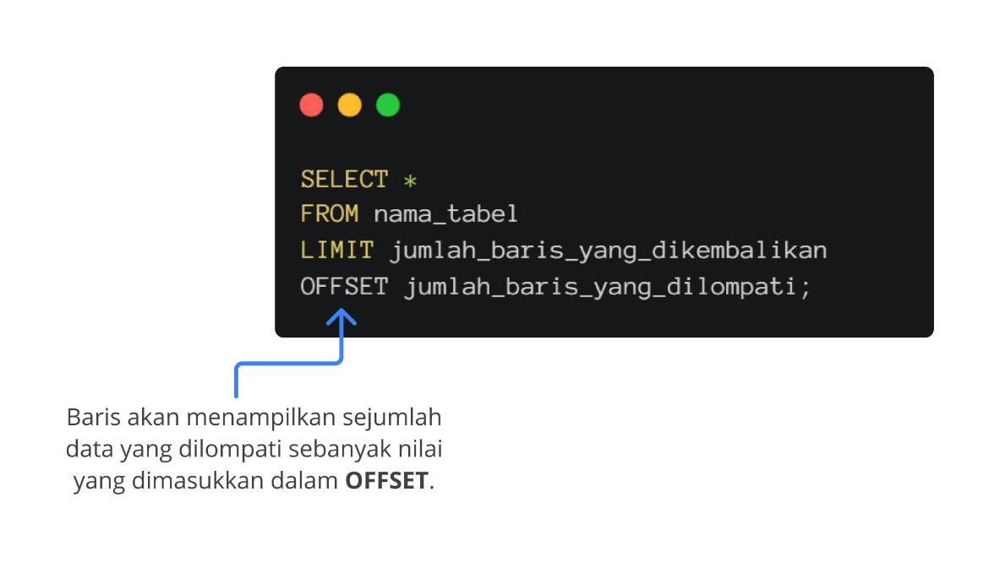 SELECT *
FROM nama_tabel
LIMIT jumlah_baris_yang_dikembalikan
OFFSET jumlah_baris_yang_dilompati;
Baris akan menampilkan sejumlah
data yang dilompati sebanyak nilai
yang dimasukkan dalam OFFSET.